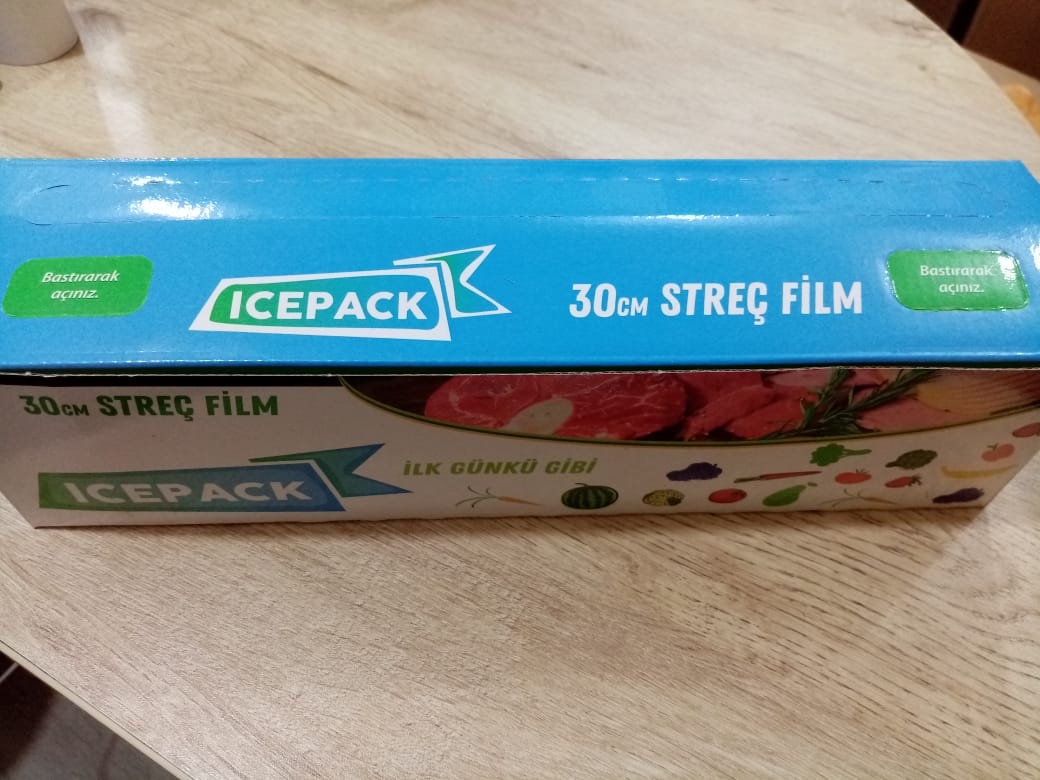 Bastırarak
açınız.
ICEPACK
30CM STREÇ FİLM
Bastırarak
açınız.
30CM STREÇ FİLM
ICEPACK
İLK GÜNKÜ GİBİ